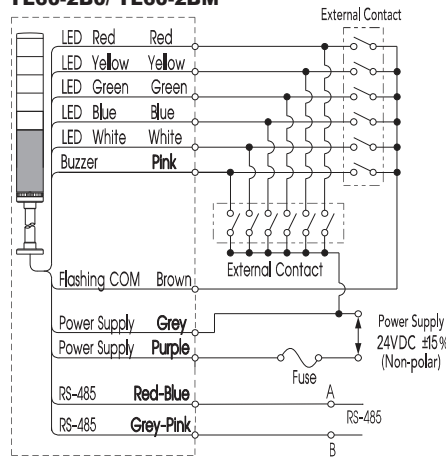 External Contact
LED Red Red
LED Yellow Yellow
LED Green Green
LED Blue Blue
LED White White
Buzzer Pink
External Contact
Flashing COM Brown
Power Supply Grey
Power Supply Purple
Power Supply
24VDC ±15%
(Non-polar)
Fuse
RS-485 Red-Blue A
RS-485
RS-485 Grey-Pink
B